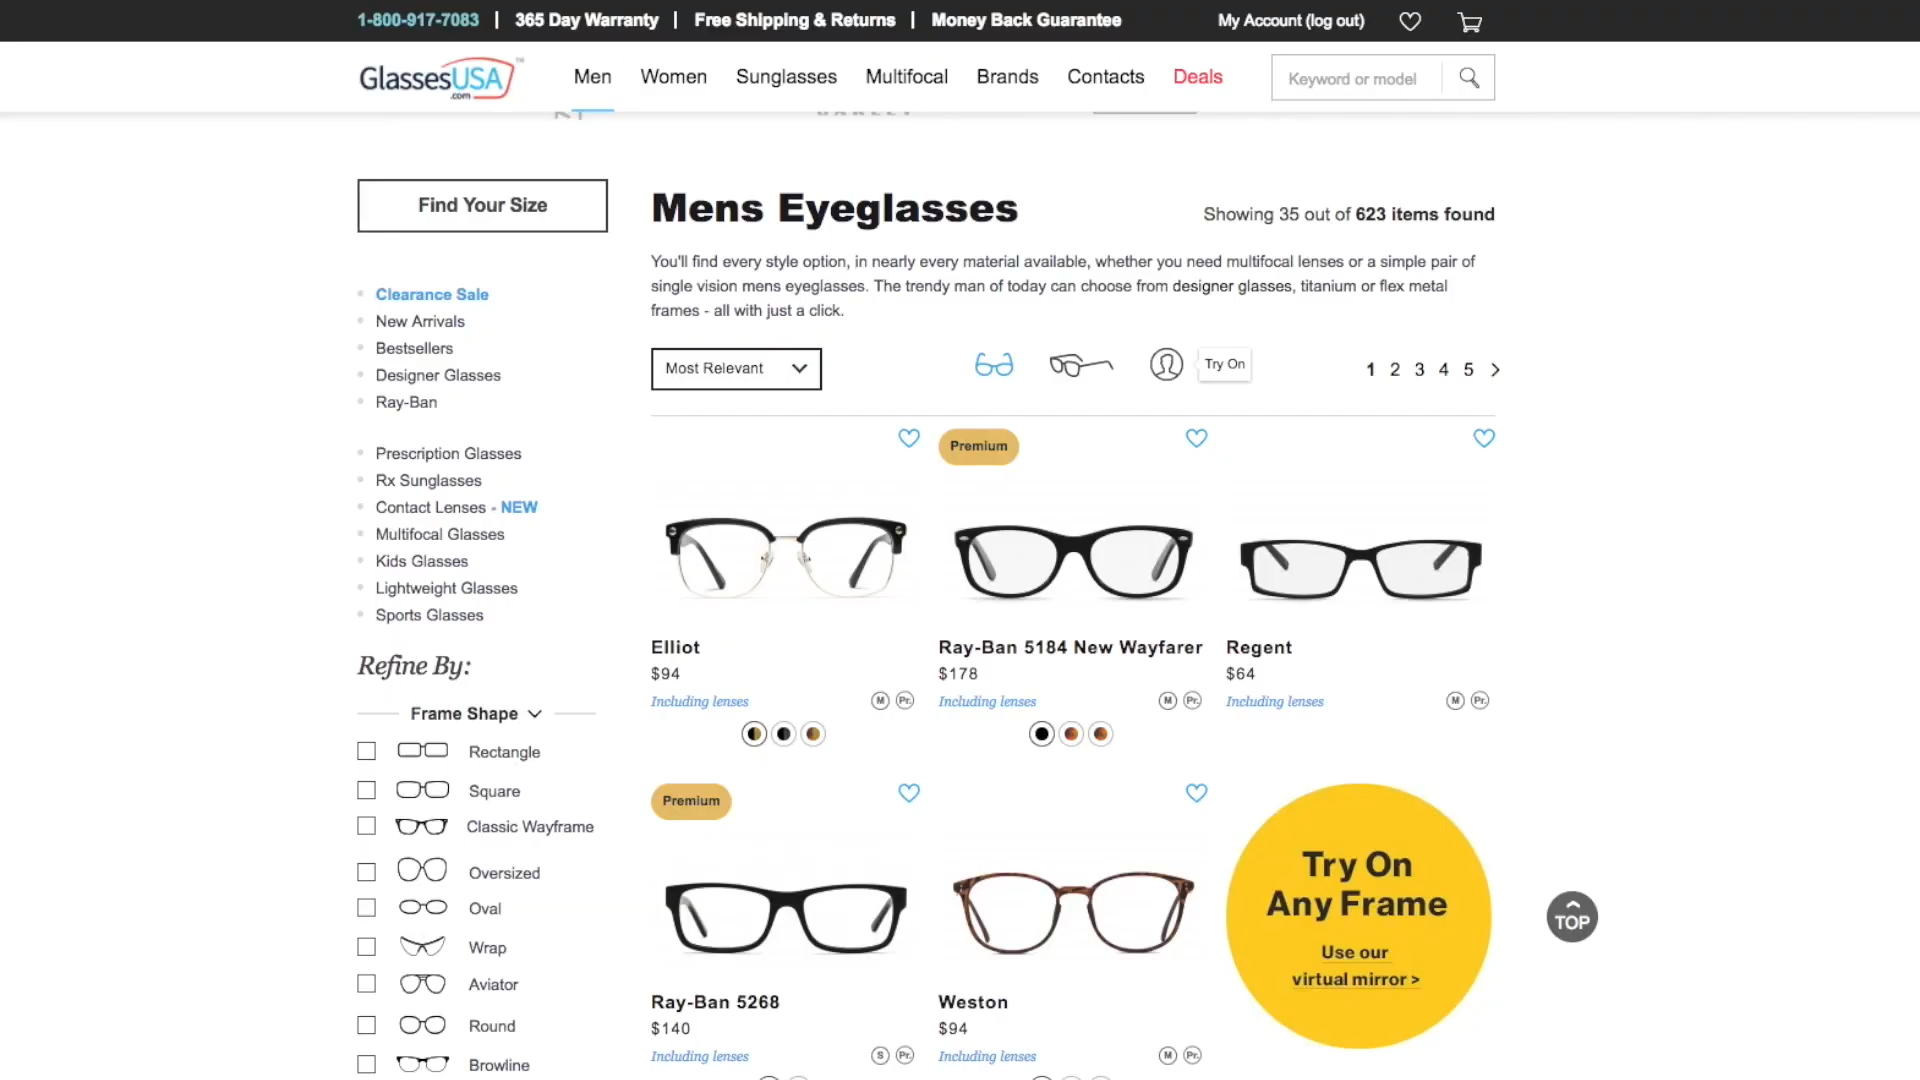 1-800-917-7083 | 365 Day Warranty | Free Shipping & Returns | Money Back Guarantee
My Account (log out)
GlassesUSA™
.com
Men Women Sunglasses Multifocal Brands Contacts Deals
Keyword or model
Find Your Size
Clearance Sale
New Arrivals
Bestsellers
Designer Glasses
Ray-Ban
Prescription Glasses
Rx Sunglasses
Contact Lenses - NEW
Multifocal Glasses
Kids Glasses
Lightweight Glasses
Sports Glasses
Refine By:
Frame Shape
Rectangle
Square
Classic Wayframe
Oversized
Oval
Wrap
Aviator
Round
Browline
Mens Eyeglasses
Showing 35 out of 623 items found
You'll find every style option, in nearly every material available, whether you need multifocal lenses or a simple pair of
single vision mens eyeglasses. The trendy man of today can choose from designer glasses, titanium or flex metal
frames - all with just a click.
Most Relevant
Try On
1 2 3 4 5 >
Elliot
$94
Including lenses
M Pr.
Premium
Ray-Ban 5184 New Wayfarer
$178
Including lenses
M Pr.
Regent
$64
Including lenses
M Pr.
Premium
Ray-Ban 5268
$140
Including lenses
S Pr.
Weston
$94
Including lenses
M Pr.
Try On
Any Frame
Use our
virtual mirror >
TOP